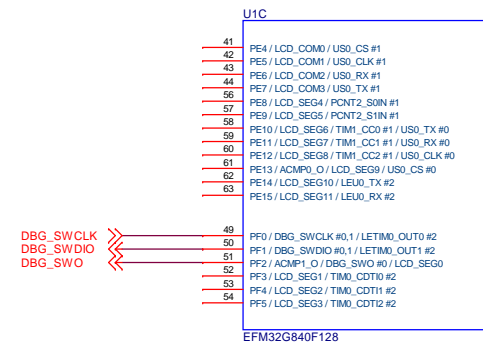 U1C
41 PE4 / LCD_COM0 / US0_CS #1
42 PE5 / LCD_COM1 / US0_CLK #1
43 PE6 / LCD_COM2 / US0_RX #1
44 PE7 / LCD_COM3 / US0_TX #1
56 PE8 / LCD_SEG4 / PCNT2_S0IN #1
57 PE9 / LCD_SEG5 / PCNT2_S1IN #1
58 PE10 / LCD_SEG6 / TIM1_CC0 #1 / US0_TX #0
59 PE11 / LCD_SEG7 / TIM1_CC1 #1 / US0_RX #0
60 PE12 / LCD_SEG8 / TIM1_CC2 #1 / US0_CLK #0
61 PE13 / ACMP0_O / LCD_SEG9 / US0_CS #0
62 PE14 / LCD_SEG10 / LEU0_TX #2
63 PE15 / LCD_SEG11 / LEU0_RX #2
DBG_SWCLK 49 PF0 / DBG_SWCLK #0,1 / LETIM0_OUT0 #2
DBG_SWDIO 50 PF1 / DBG_SWDIO #0,1 / LETIM0_OUT1 #2
DBG_SWO 51 PF2 / ACMP1_O / DBG_SWO #0 / LCD_SEG0
52 PF3 / LCD_SEG1 / TIM0_CDTI0 #2
53 PF4 / LCD_SEG2 / TIM0_CDTI1 #2
54 PF5 / LCD_SEG3 / TIM0_CDTI2 #2
EFM32G840F128